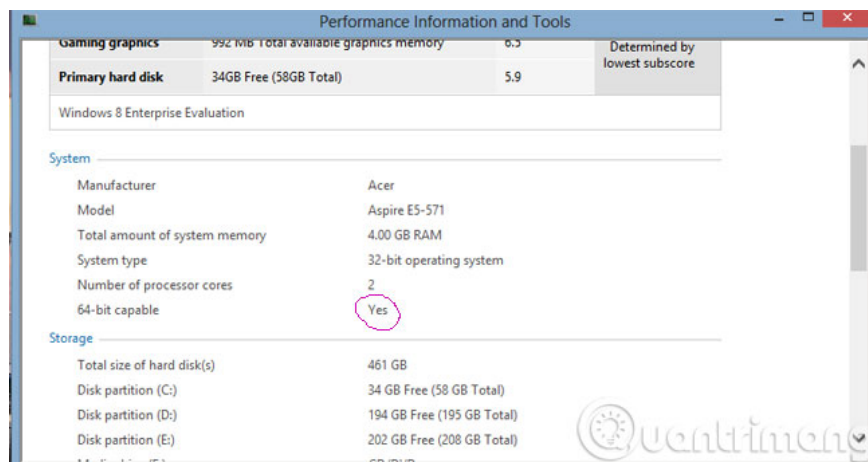 Performance Information and Tools
Gaming graphics 992 MB Total available graphics memory 6.5
Determined by
lowest subscore
Primary hard disk 34GB Free (58GB Total) 5.9
Windows 8 Enterprise Evaluation
System
Manufacturer Acer
Model Aspire E5-571
Total amount of system memory 4.00 GB RAM
System type 32-bit operating system
Number of processor cores 2
64-bit capable Yes
Storage
Total size of hard disk(s) 461 GB
Disk partition (C:) 34 GB Free (58 GB Total)
Disk partition (D:) 194 GB Free (195 GB Total)
Disk partition (E:) 202 GB Free (208 GB Total)
Quantrimang